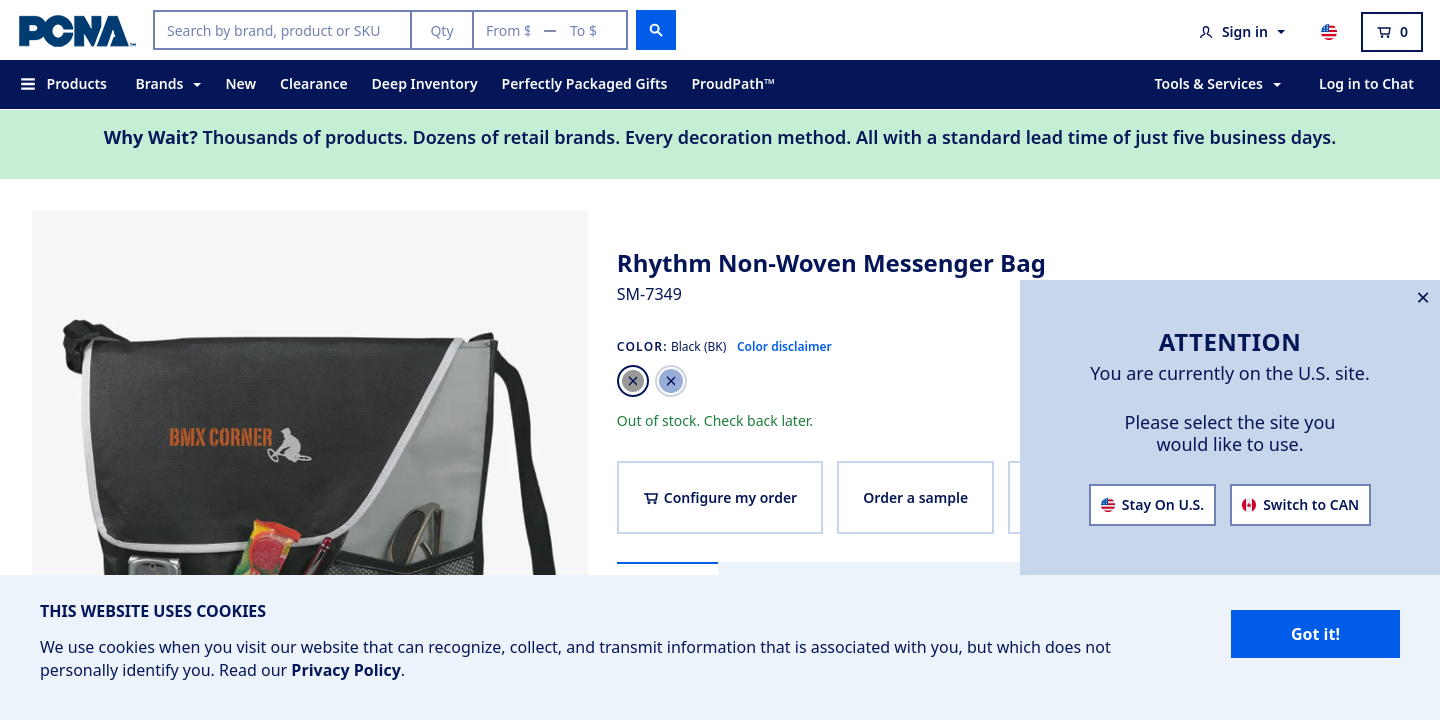 PCNA
Search by brand, product or SKU
Qty
From $ — To $
Sign in
0
Products
Brands
New
Clearance
Deep Inventory
Perfectly Packaged Gifts
ProudPath™
Tools & Services
Log in to Chat
Why Wait? Thousands of products. Dozens of retail brands. Every decoration method. All with a standard lead time of just five business days.
BMX CORNER
Rhythm Non-Woven Messenger Bag
SM-7349
COLOR: Black (BK) Color disclaimer
Out of stock. Check back later.
Configure my order
Order a sample
ATTENTION
You are currently on the U.S. site.
Please select the site you
would like to use.
Stay On U.S.
Switch to CAN
THIS WEBSITE USES COOKIES
We use cookies when you visit our website that can recognize, collect, and transmit information that is associated with you, but which does not
personally identify you. Read our Privacy Policy.
Got it!